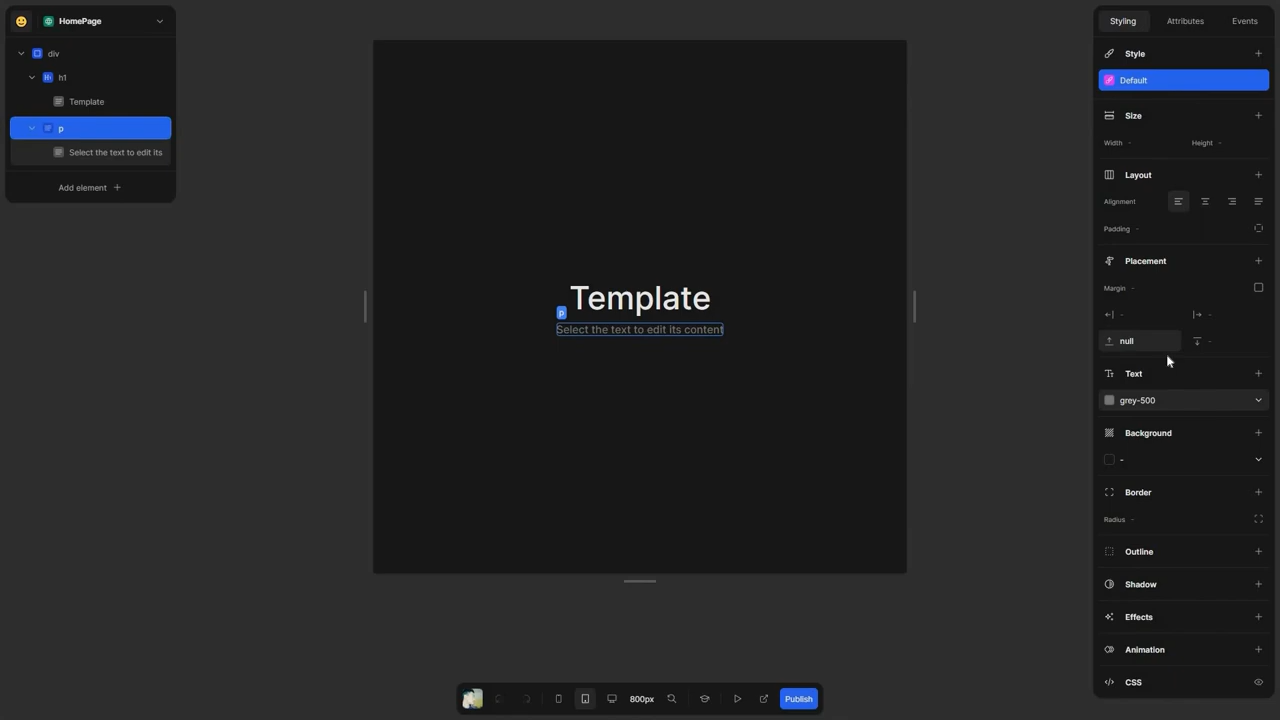 HomePage
div
h1
Template
p
Select the text to edit its
Add element
Template
p
Select the text to edit its content
800px
Publish
Styling Attributes Events
Style
Default
Size
Width - Height -
Layout
Alignment
Padding -
Placement
Margin -
- -
null -
Text
grey-500
Background
-
Border
Radius -
Outline
Shadow
Effects
Animation
CSS